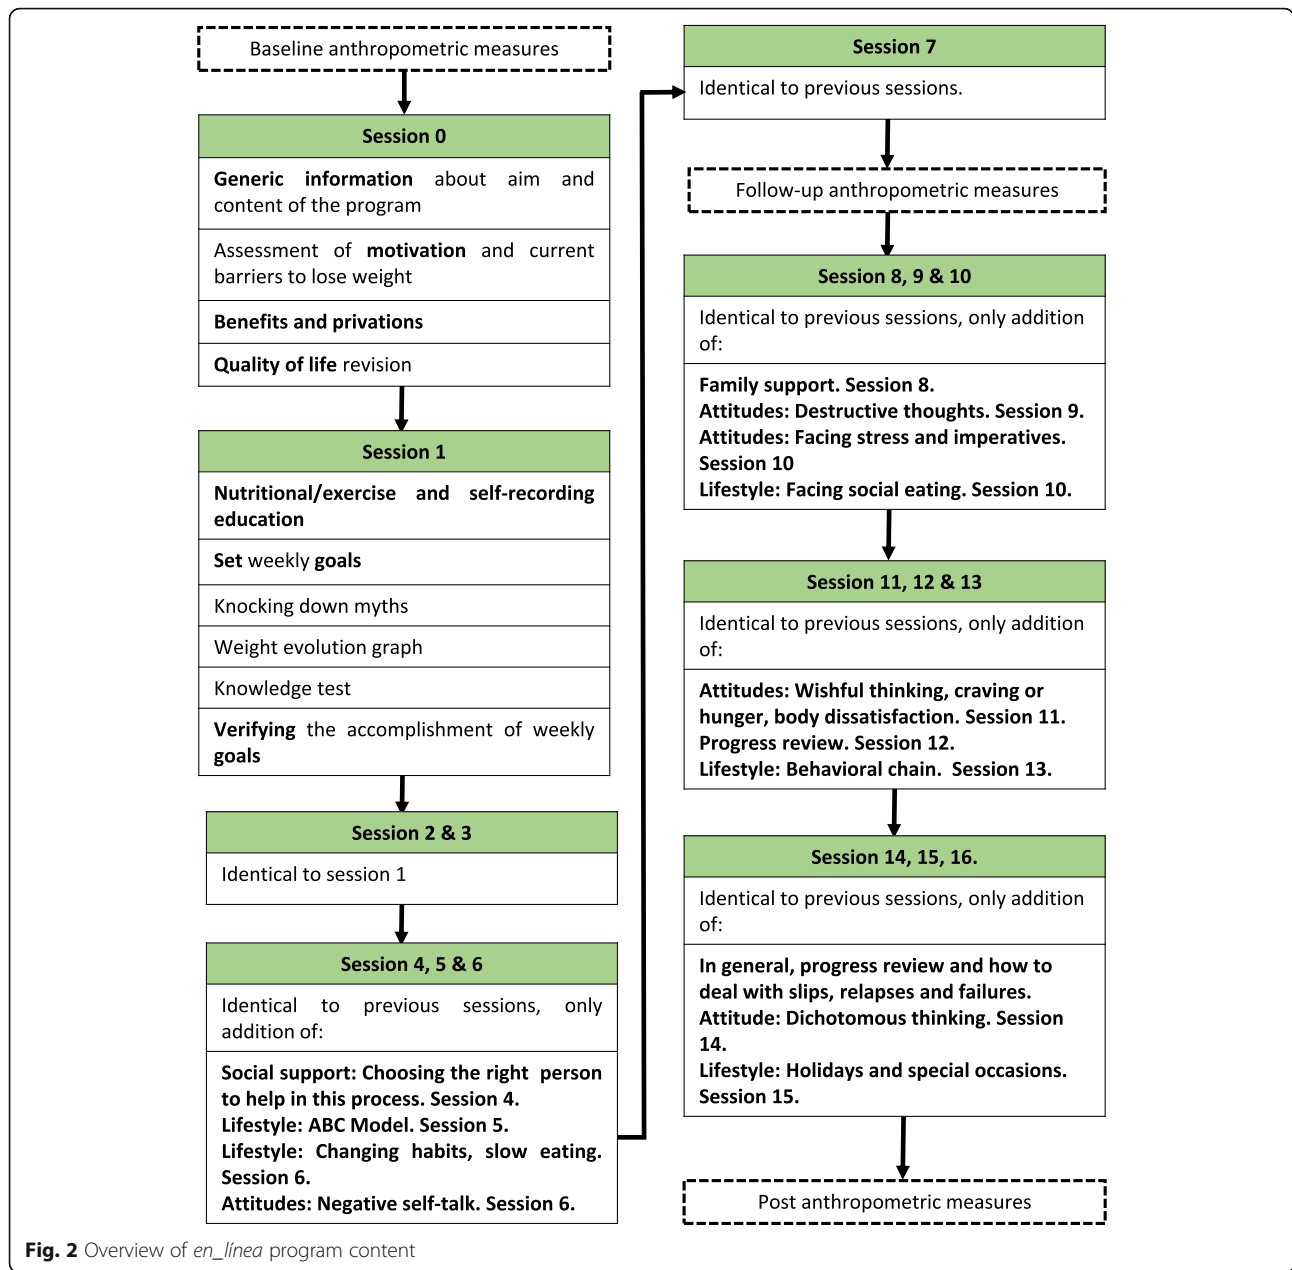 Baseline anthropometric measures
Session 0
Generic information about aim and
content of the program
Assessment of motivation and current
barriers to lose weight
Benefits and privations
Quality of life revision
Session 1
Nutritional/exercise and self-recording
education
Set weekly goals
Knocking down myths
Weight evolution graph
Knowledge test
Verifying the accomplishment of weekly
goals
Session 2 & 3
Identical to session 1
Session 4, 5 & 6
Identical to previous sessions, only
addition of:
Social support: Choosing the right person
to help in this process. Session 4.
Lifestyle: ABC Model. Session 5.
Lifestyle: Changing habits, slow eating.
Session 6.
Attitudes: Negative self-talk. Session 6.
Session 7
Identical to previous sessions.
Follow-up anthropometric measures
Session 8, 9 & 10
Identical to previous sessions, only addition
of:
Family support. Session 8.
Attitudes: Destructive thoughts. Session 9.
Attitudes: Facing stress and imperatives.
Session 10
Lifestyle: Facing social eating. Session 10.
Session 11, 12 & 13
Identical to previous sessions, only addition
of:
Attitudes: Wishful thinking, craving or
hunger, body dissatisfaction. Session 11.
Progress review. Session 12.
Lifestyle: Behavioral chain. Session 13.
Session 14, 15, 16.
Identical to previous sessions, only addition
of:
In general, progress review and how to
deal with slips, relapses and failures.
Attitude: Dichotomous thinking. Session
14.
Lifestyle: Holidays and special occasions.
Session 15.
Post anthropometric measures
Fig. 2 Overview of en_línea program content